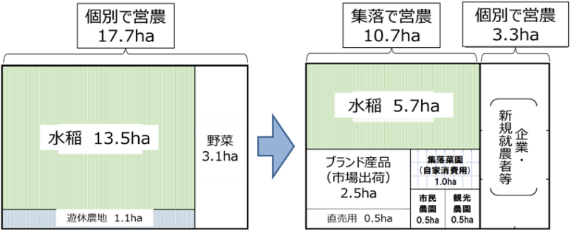 個別で営農
17.7ha
水稲 13.5ha
野菜
3.1ha
遊休農地 1.1ha
集落で営農
10.7ha
個別で営農
3.3ha
水稲 5.7ha
ブランド産品
（市場出荷）
2.5ha
直売用 0.5ha
集落菜園
（自家消費用）
1.0ha
市民
農園
0.5ha
観光
農園
0.5ha
企業・
新規就農者等